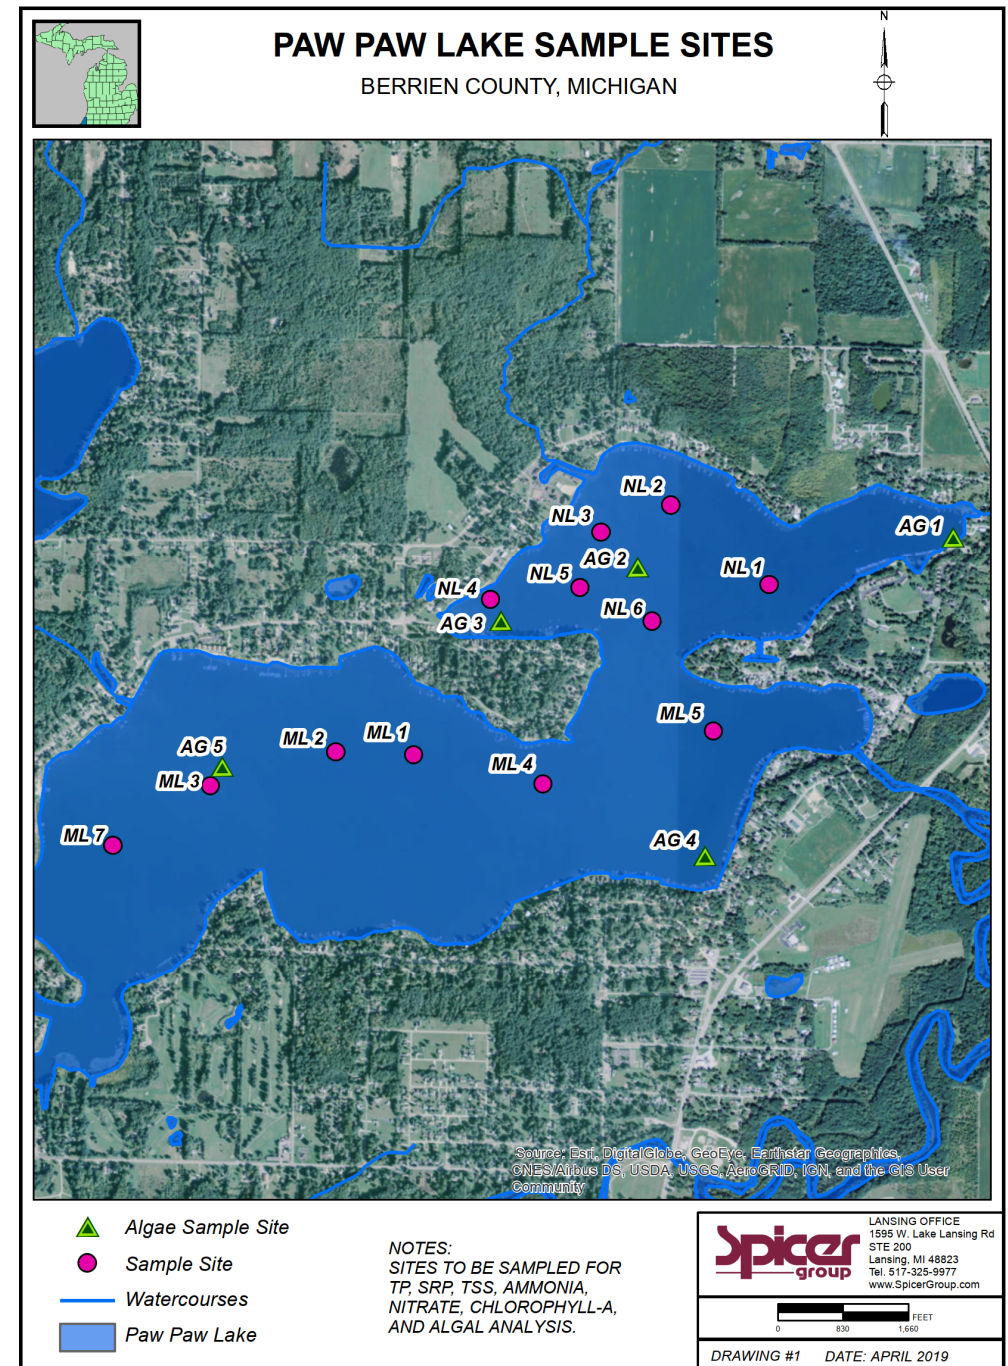 PAW PAW LAKE SAMPLE SITES
BERRIEN COUNTY, MICHIGAN
N
NL 2
NL 3
AG 1
AG 2
NL 5
NL 1
NL 4
NL 6
AG 3
ML 5
ML 1
ML 2
AG 5
ML 4
ML 3
ML 7
AG 4
Source: Esri, DigitalGlobe, GeoEye, Earthstar Geographics,
CNES/Airbus DS, USDA, USGS, AeroGRID, IGN, and the GIS User
Community
Algae Sample Site
Sample Site
Watercourses
Paw Paw Lake
NOTES:
SITES TO BE SAMPLED FOR
TP, SRP, TSS, AMMONIA,
NITRATE, CHLOROPHYLL-A,
AND ALGAL ANALYSIS.
Spicer
group
LANSING OFFICE
1595 W. Lake Lansing Rd
STE 200
Lansing, MI 48823
Tel. 517-325-9977
www.SpicerGroup.com
FEET
0 830 1,660
DRAWING #1 DATE: APRIL 2019